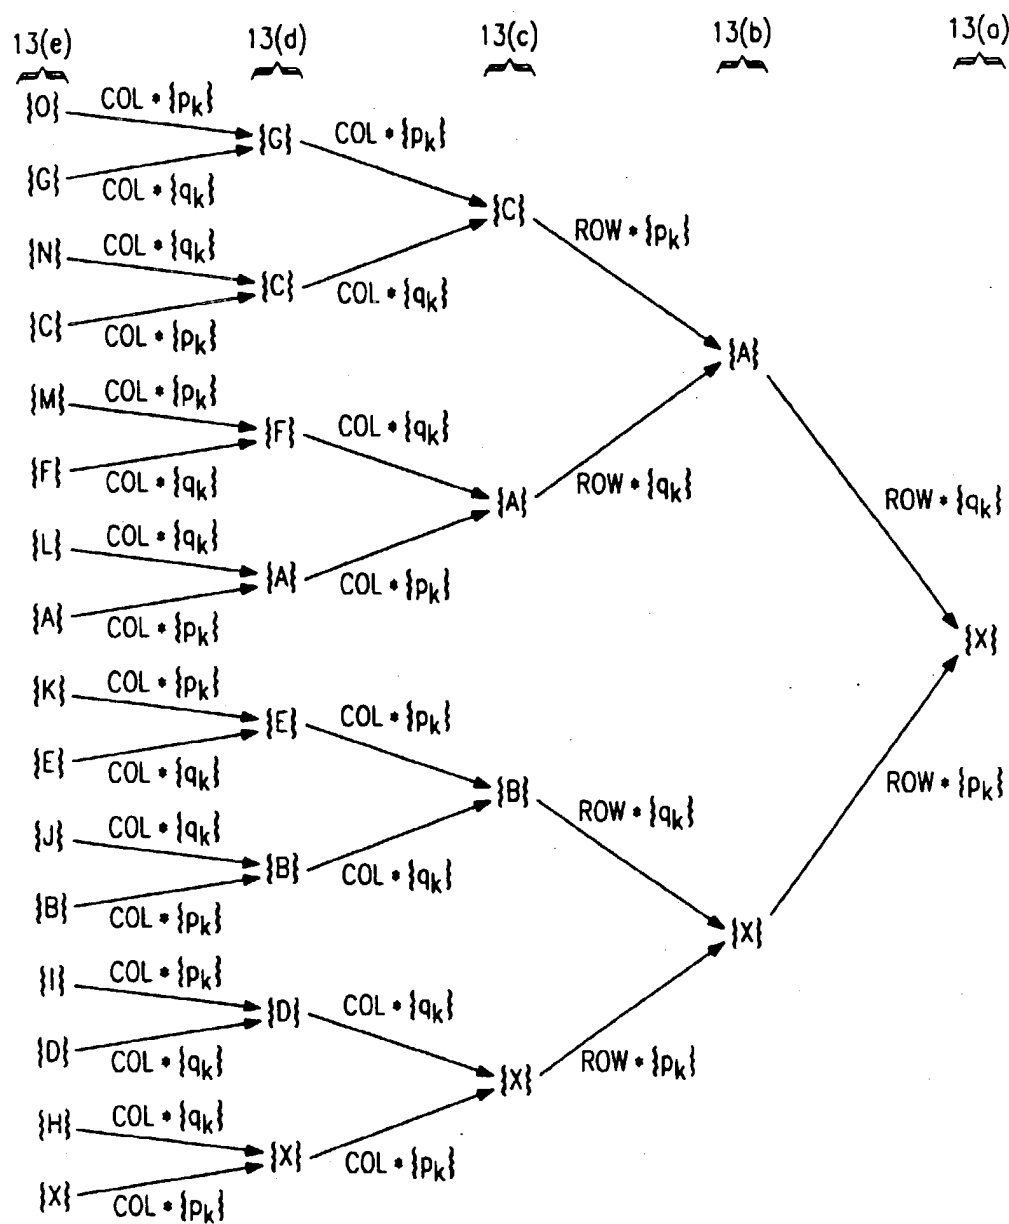 13(e) 13(d) 13(c) 13(b) 13(a)
{O} COL * {pk}
{G} COL * {pk}
{G} COL * {qk}
{C} ROW * {pk}
{N} COL * {qk}
{C} COL * {qk}
{C} COL * {pk}
{A}
{M} COL * {pk}
{F} COL * {qk}
{F} COL * {qk}
{A} ROW * {qk}
ROW * {qk}
{L} COL * {qk}
{A} COL * {pk}
{A} COL * {pk}
{X}
{K} COL * {pk}
{E} COL * {pk}
{E} COL * {qk}
{B} ROW * {qk}
ROW * {pk}
{J} COL * {qk}
{B} COL * {qk}
{B} COL * {pk}
{X}
{I} COL * {pk}
{D} COL * {qk}
{D} COL * {qk}
{X} ROW * {pk}
{H} COL * {qk}
{X} COL * {pk}
{X} COL * {pk}